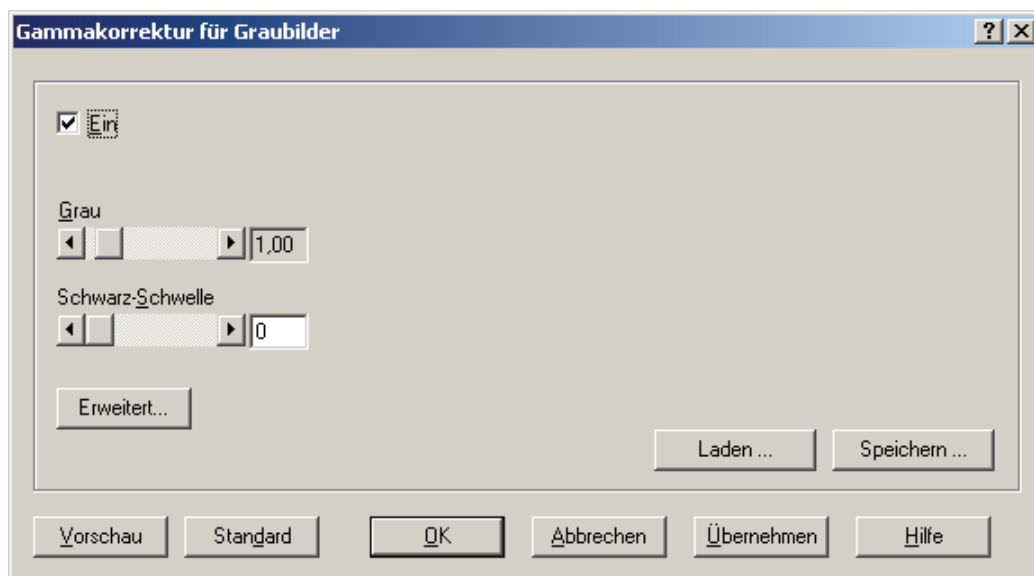 Gammakorrektur für Graubilder
Ein
Grau
1,00
Schwarz-Schwelle
0
Erweitert...
Laden ... Speichern ...
Vorschau Standard OK Abbrechen Übernehmen Hilfe